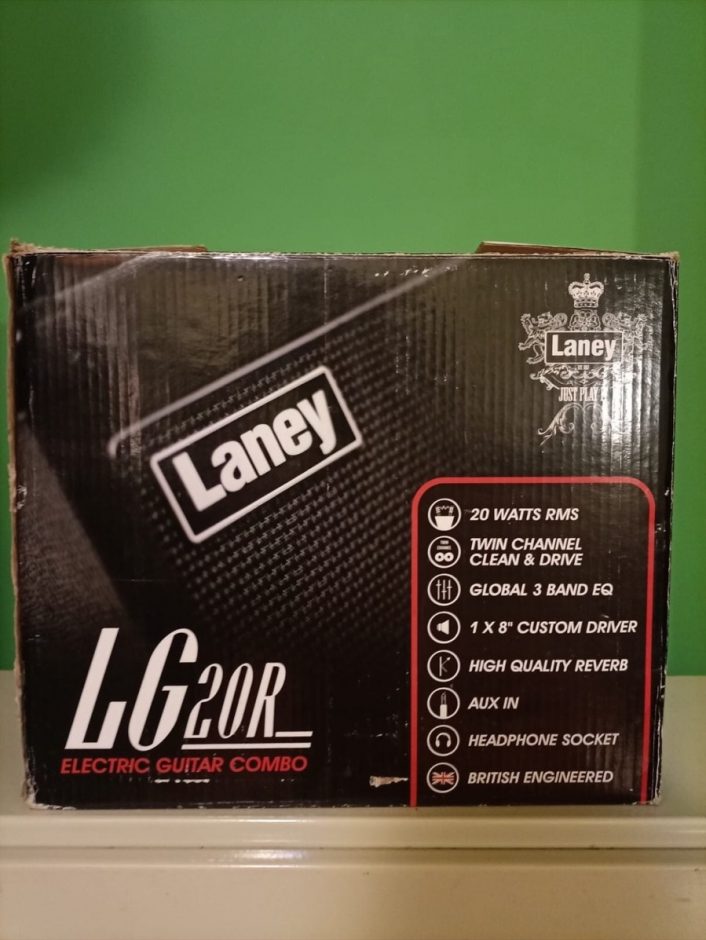 Laney
JUST PLAY
Laney
20 WATTS RMS
TWIN CHANNEL
CLEAN & DRIVE
GLOBAL 3 BAND EQ
1 X 8" CUSTOM DRIVER
HIGH QUALITY REVERB
AUX IN
HEADPHONE SOCKET
BRITISH ENGINEERED
LG20R
ELECTRIC GUITAR COMBO